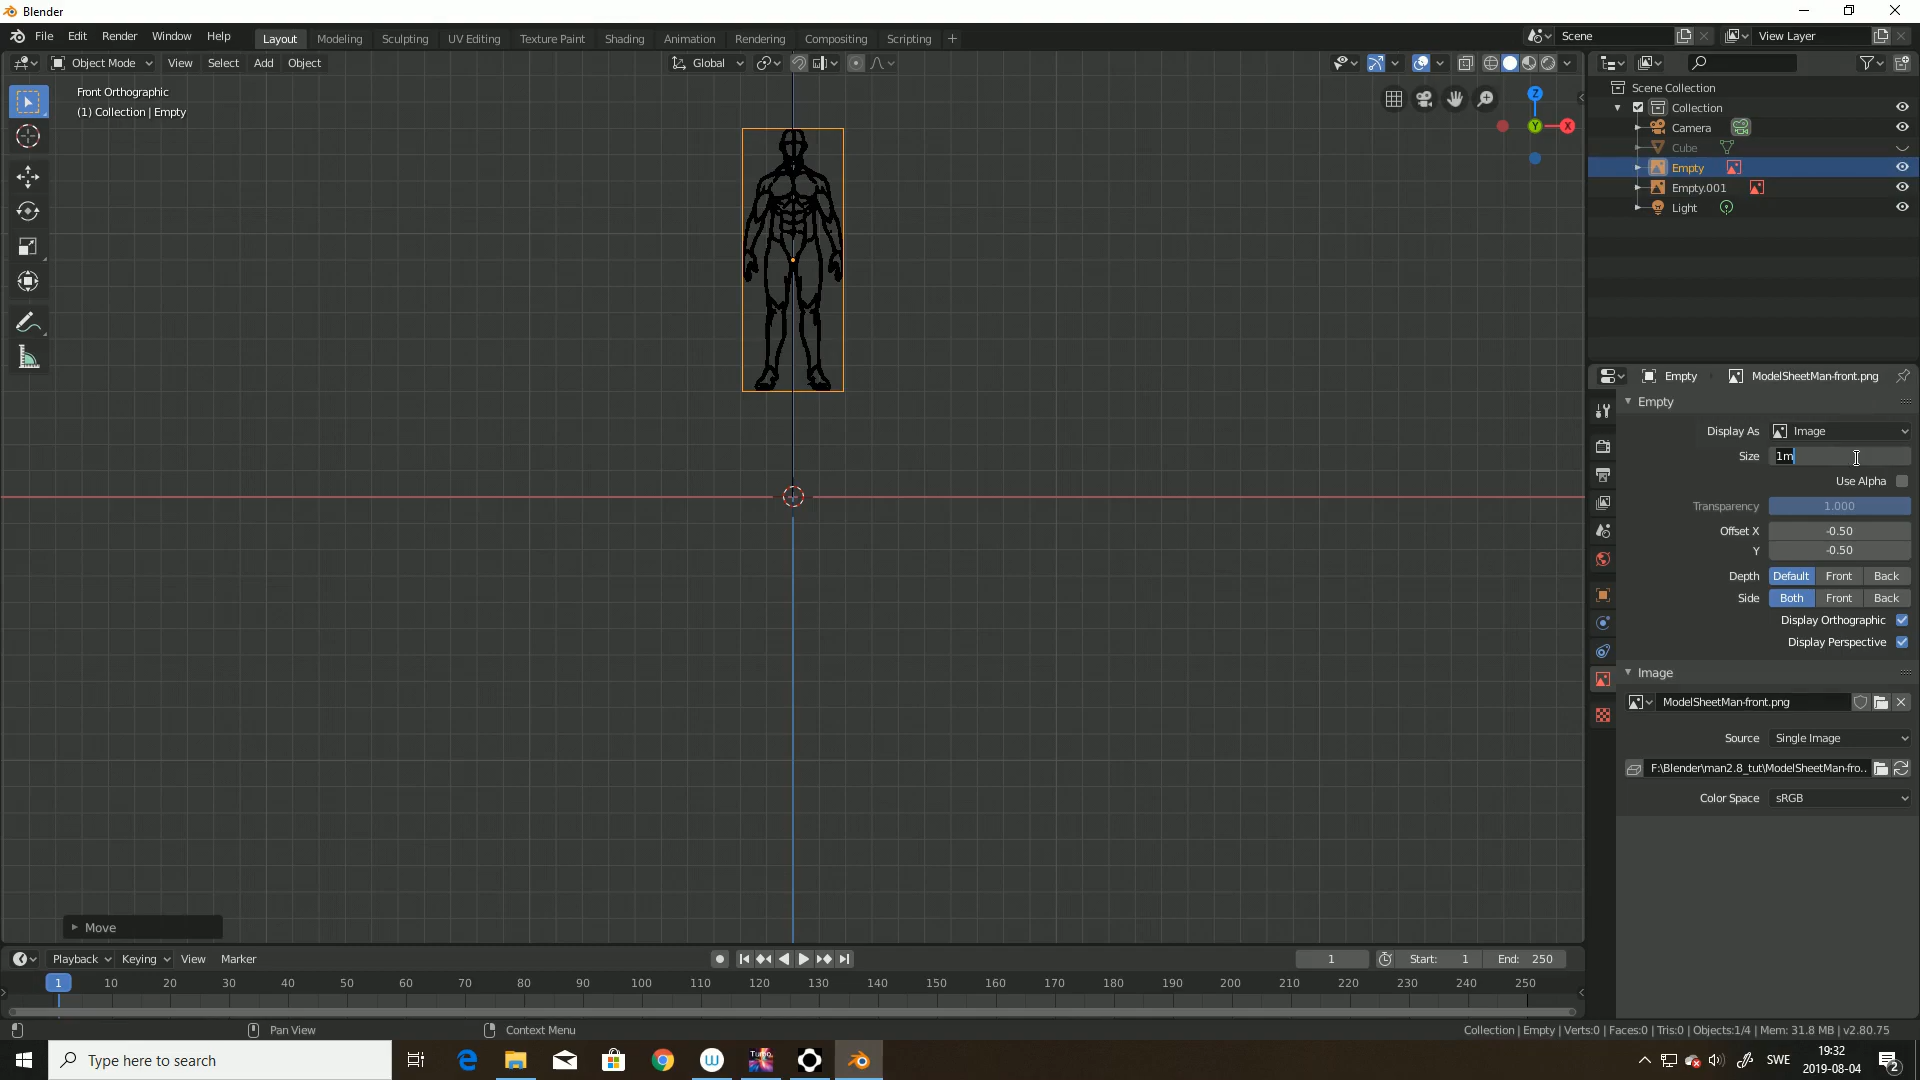 Blender
File Edit Render Window Help
Layout Modeling Sculpting UV Editing Texture Paint Shading Animation Rendering Compositing Scripting +
Scene
View Layer
Object Mode View Select Add Object
Global
Front Orthographic
(1) Collection | Empty
Z
Y
X
Scene Collection
Collection
Camera
Cube
Empty
Empty.001
Light
Empty ModelSheetMan-front.png
Empty
Display As Image
Size 1m
Use Alpha
Transparency 1.000
Offset X -0.50
Y -0.50
Depth Default Front Back
Side Both Front Back
Display Orthographic
Display Perspective
Image
ModelSheetMan-front.png
Source Single Image
F:\Blender\man2.8_tut\ModelSheetMan-fro..
Color Space sRGB
Move
Playback Keying View Marker
1
Start: 1 End: 250
1 10 20 30 40 50 60 70 80 90 100 110 120 130 140 150 160 170 180 190 200 210 220 230 240 250
Pan View
Context Menu
Collection | Empty | Verts:0 | Faces:0 | Tris:0 | Objects:1/4 | Mem: 31.8 MB | v2.80.75
Type here to search
SWE
19:32
2019-08-04
2